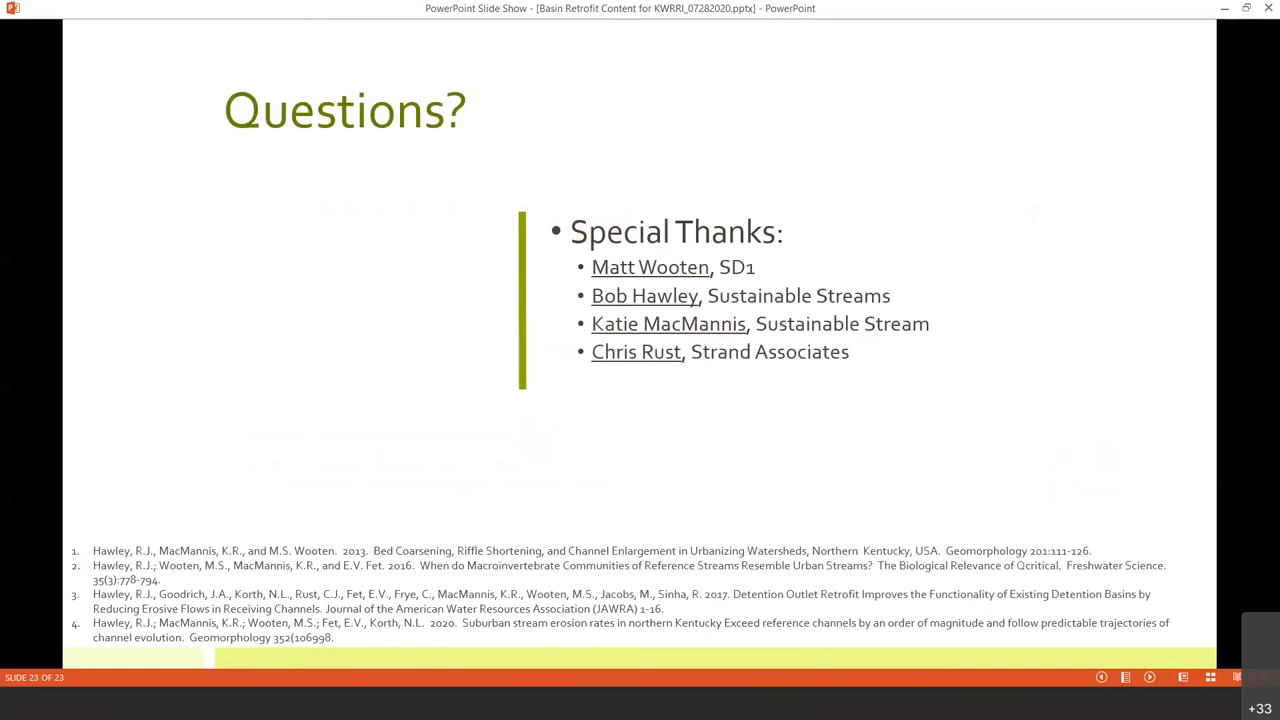 PowerPoint Slide Show - [Basin Retrofit Content for KWRRI_07282020.pptx] - PowerPoint
Questions?
• Special Thanks:
• Matt Wooten, SD1
• Bob Hawley, Sustainable Streams
• Katie MacMannis, Sustainable Stream
• Chris Rust, Strand Associates
1. Hawley, R.J., MacMannis, K.R., and M.S. Wooten. 2013. Bed Coarsening, Riffle Shortening, and Channel Enlargement in Urbanizing Watersheds, Northern Kentucky, USA. Geomorphology 201:111-126.
2. Hawley, R.J.; Wooten, M.S., MacMannis, K.R., and E.V. Fet. 2016. When do Macroinvertebrate Communities of Reference Streams Resemble Urban Streams? The Biological Relevance of Qcritical. Freshwater Science.
35(3):778-794.
3. Hawley, R.J., Goodrich, J.A., Korth, N.L., Rust, C.J., Fet, E.V., Frye, C., MacMannis, K.R., Wooten, M.S., Jacobs, M., Sinha, R. 2017. Detention Outlet Retrofit Improves the Functionality of Existing Detention Basins by
Reducing Erosive Flows in Receiving Channels. Journal of the American Water Resources Association (JAWRA) 1-16.
4. Hawley, R.J.; MacMannis, K.R.; Wooten, M.S.; Fet, E.V., Korth, N.L. 2020. Suburban stream erosion rates in northern Kentucky Exceed reference channels by an order of magnitude and follow predictable trajectories of
channel evolution. Geomorphology 352(106998.
SLIDE 23 OF 23
+33